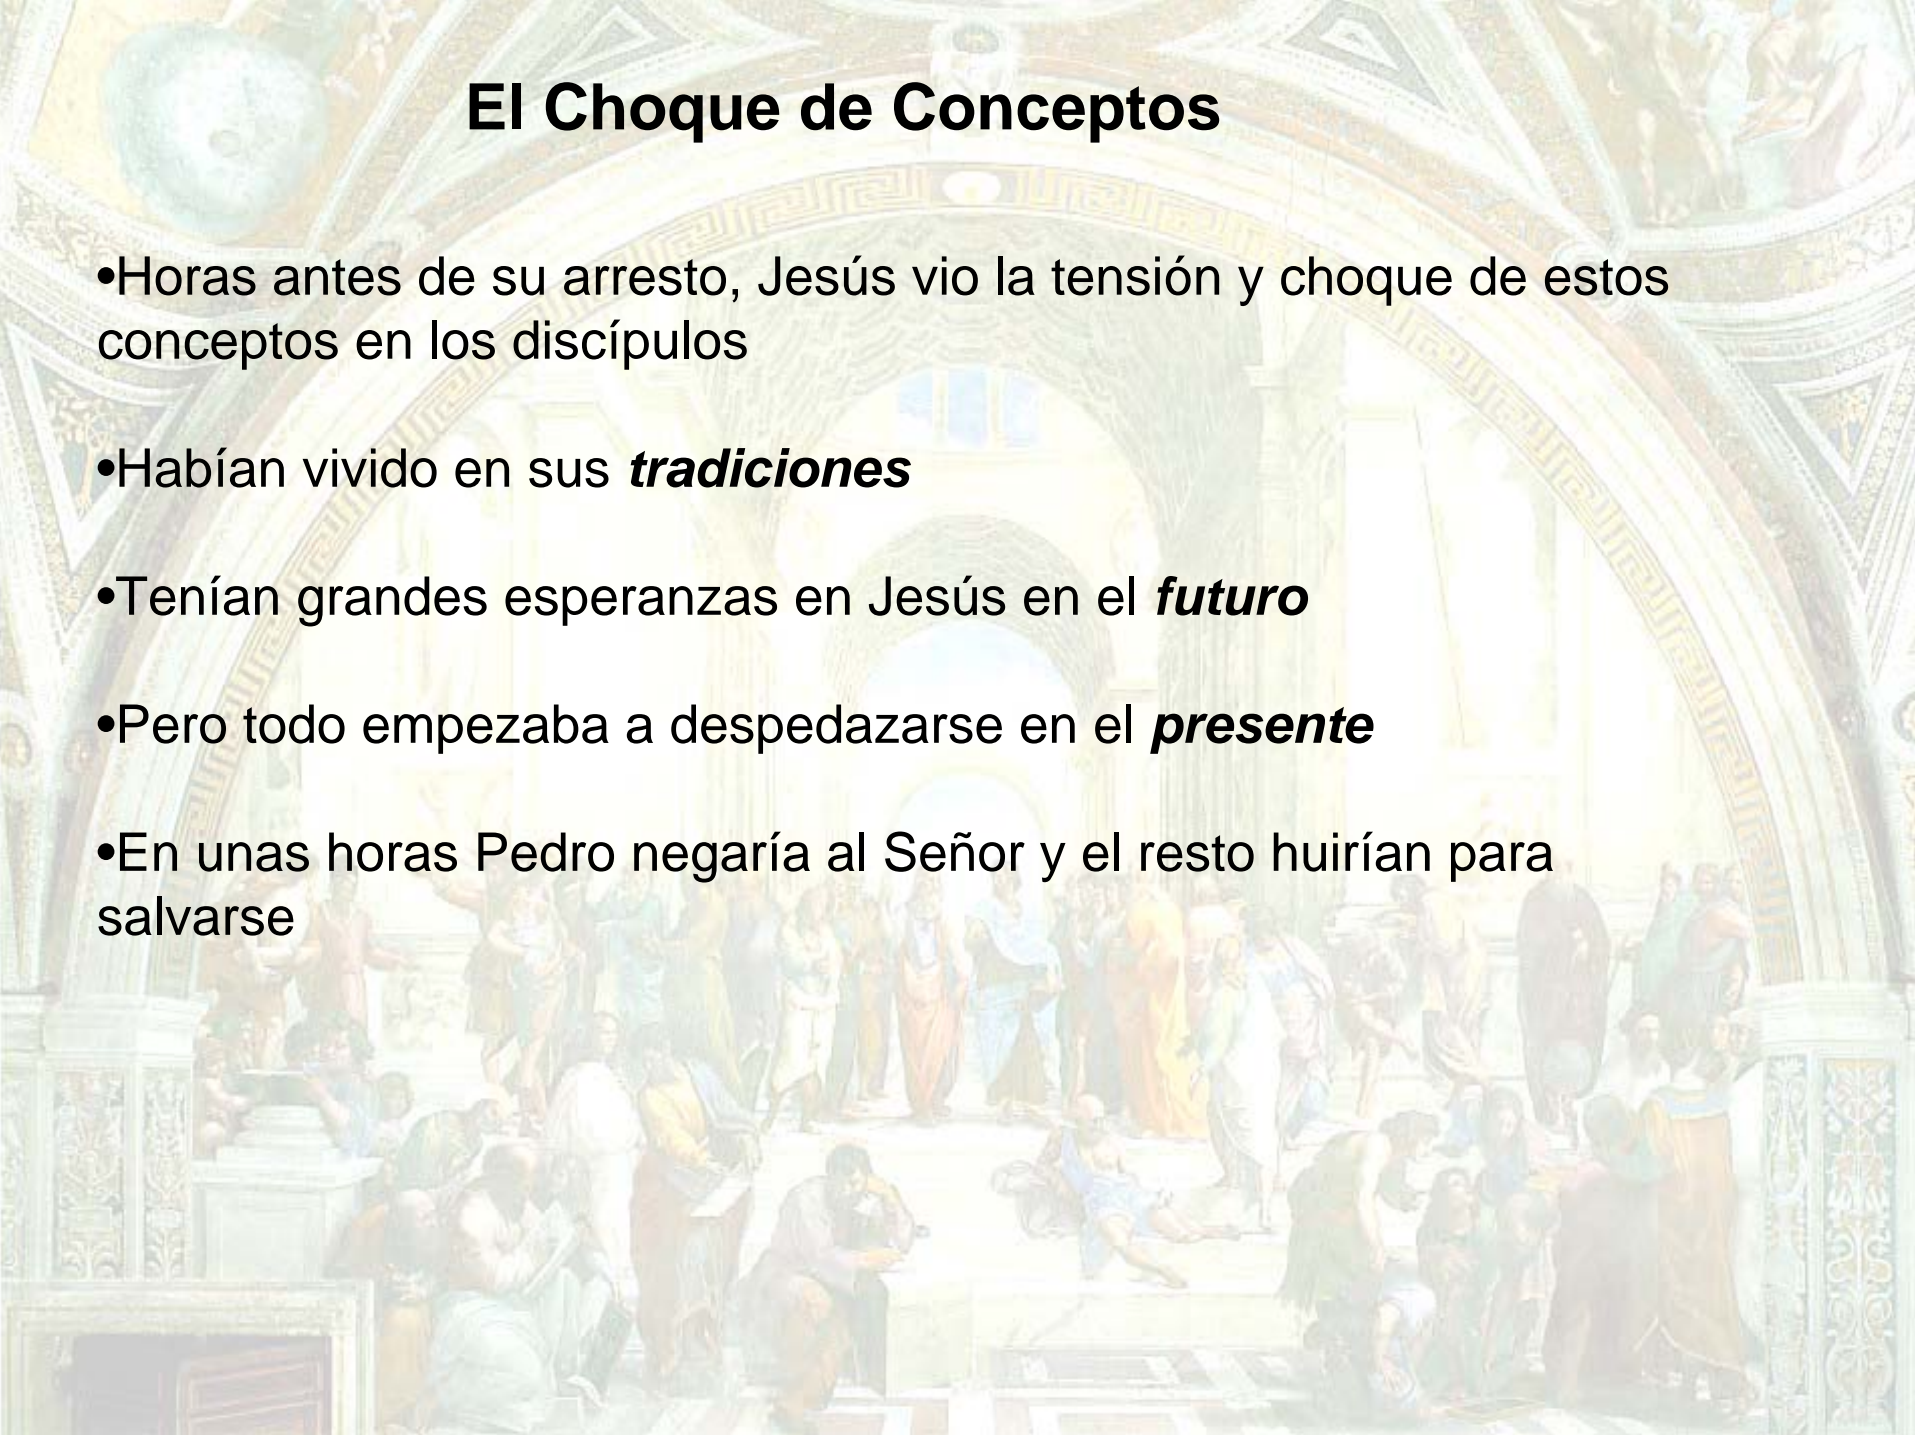 El Choque de Conceptos
•Horas antes de su arresto, Jesús vio la tensión y choque de estos
conceptos en los discípulos
•Habían vivido en sus tradiciones
•Tenían grandes esperanzas en Jesús en el futuro
•Pero todo empezaba a despedazarse en el presente
•En unas horas Pedro negaría al Señor y el resto huirían para
salvarse